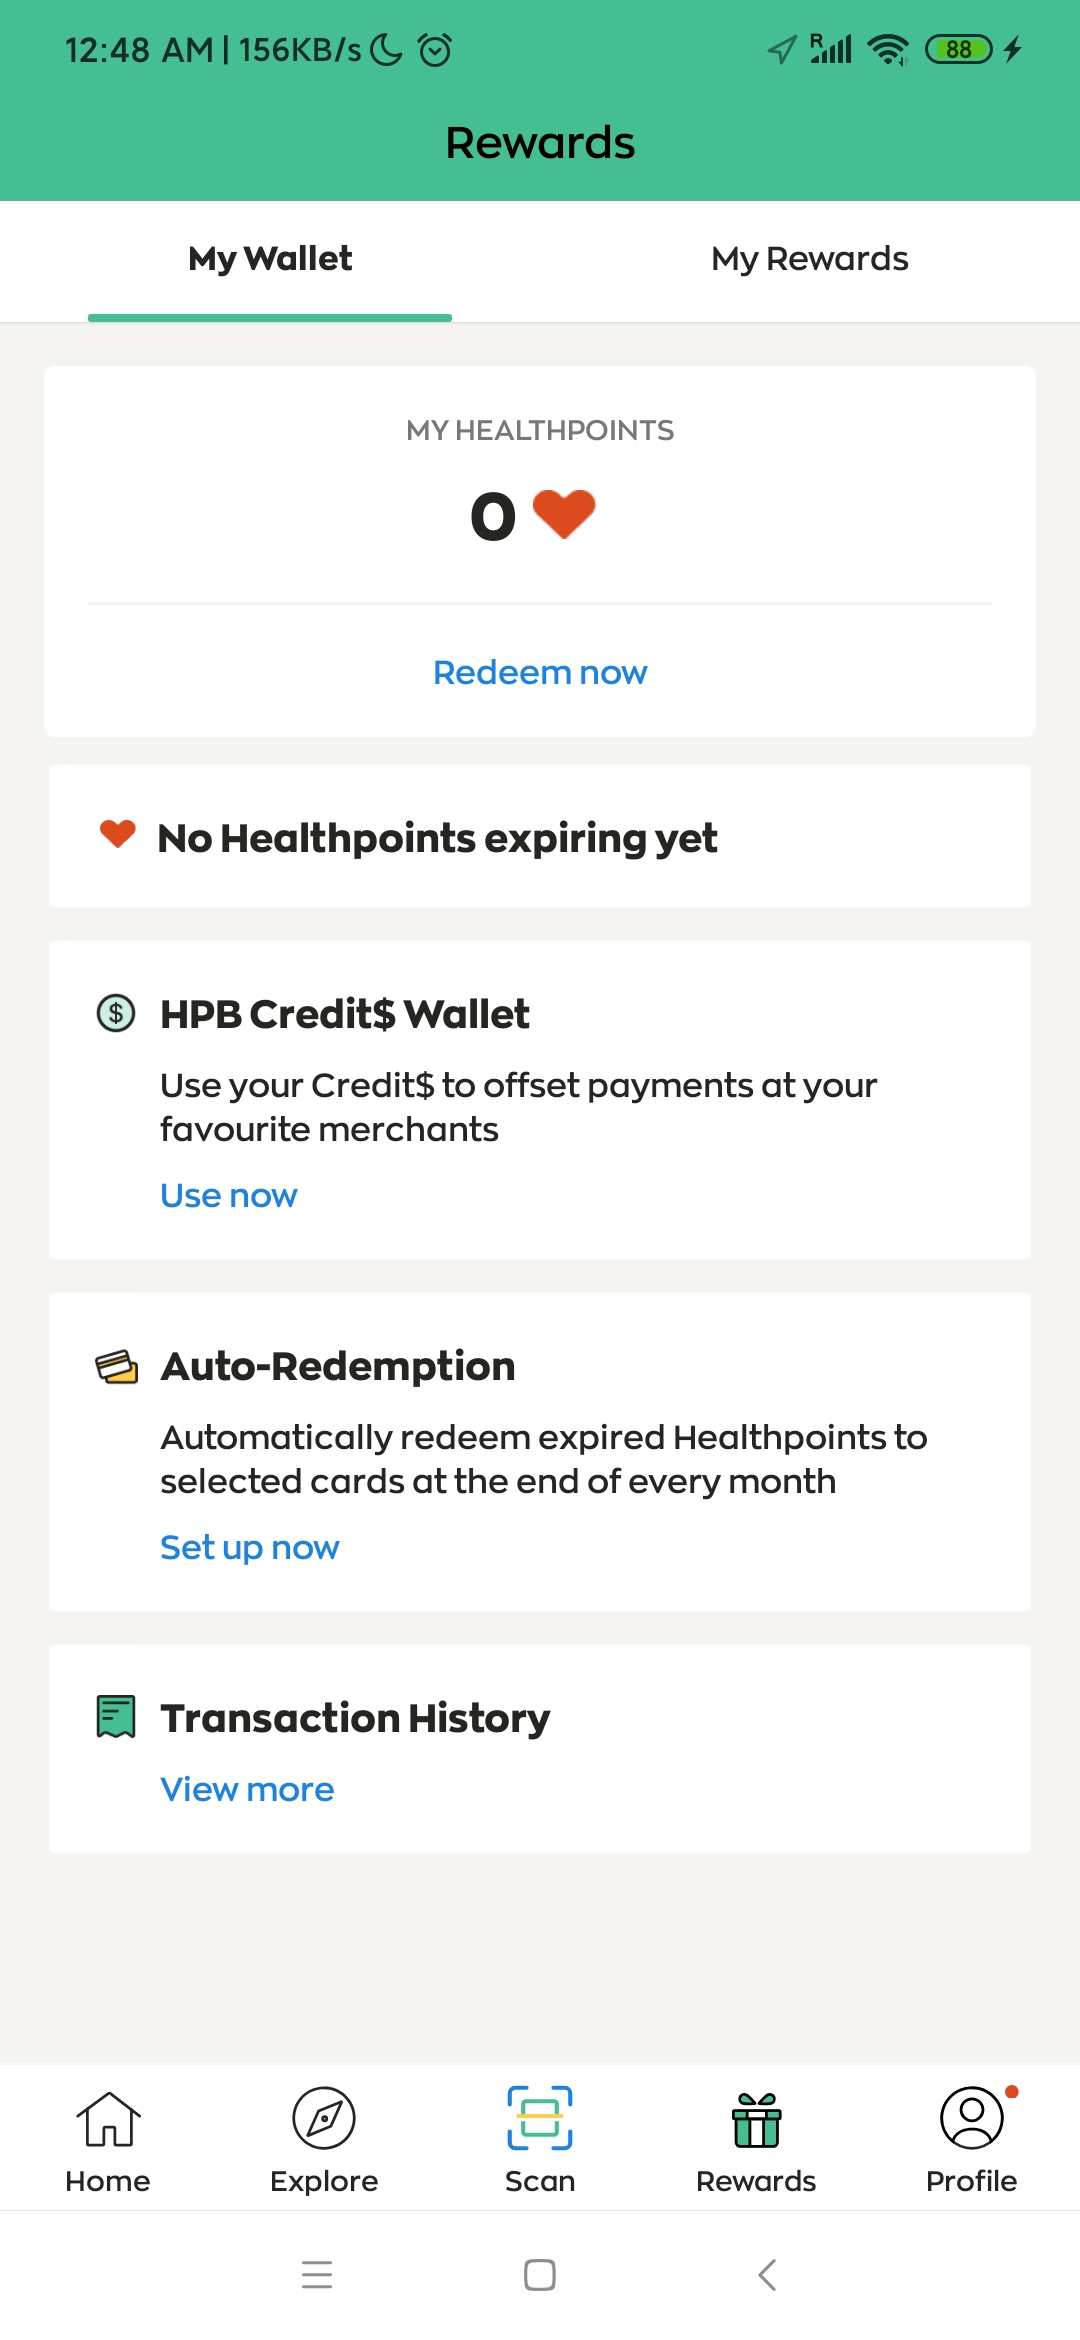 12:48 AM | 156KB/s
R
88
Rewards
My Wallet
My Rewards
MY HEALTHPOINTS
0
Redeem now
No Healthpoints expiring yet
HPB Credit$ Wallet
Use your Credit$ to offset payments at your
favourite merchants
Use now
Auto-Redemption
Automatically redeem expired Healthpoints to
selected cards at the end of every month
Set up now
Transaction History
View more
Home
Explore
Scan
Rewards
Profile